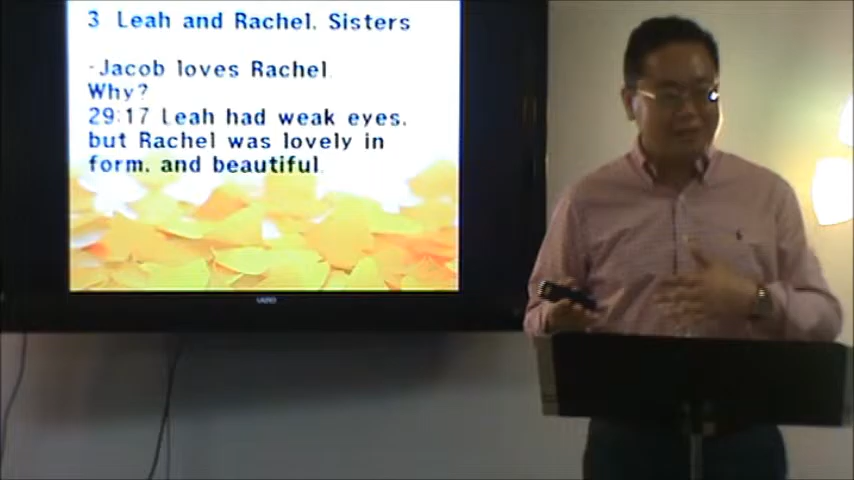 3 Leah and Rachel. Sisters
-Jacob loves Rachel.
Why?
29:17 Leah had weak eyes,
but Rachel was lovely in
form, and beautiful.
VIZIO